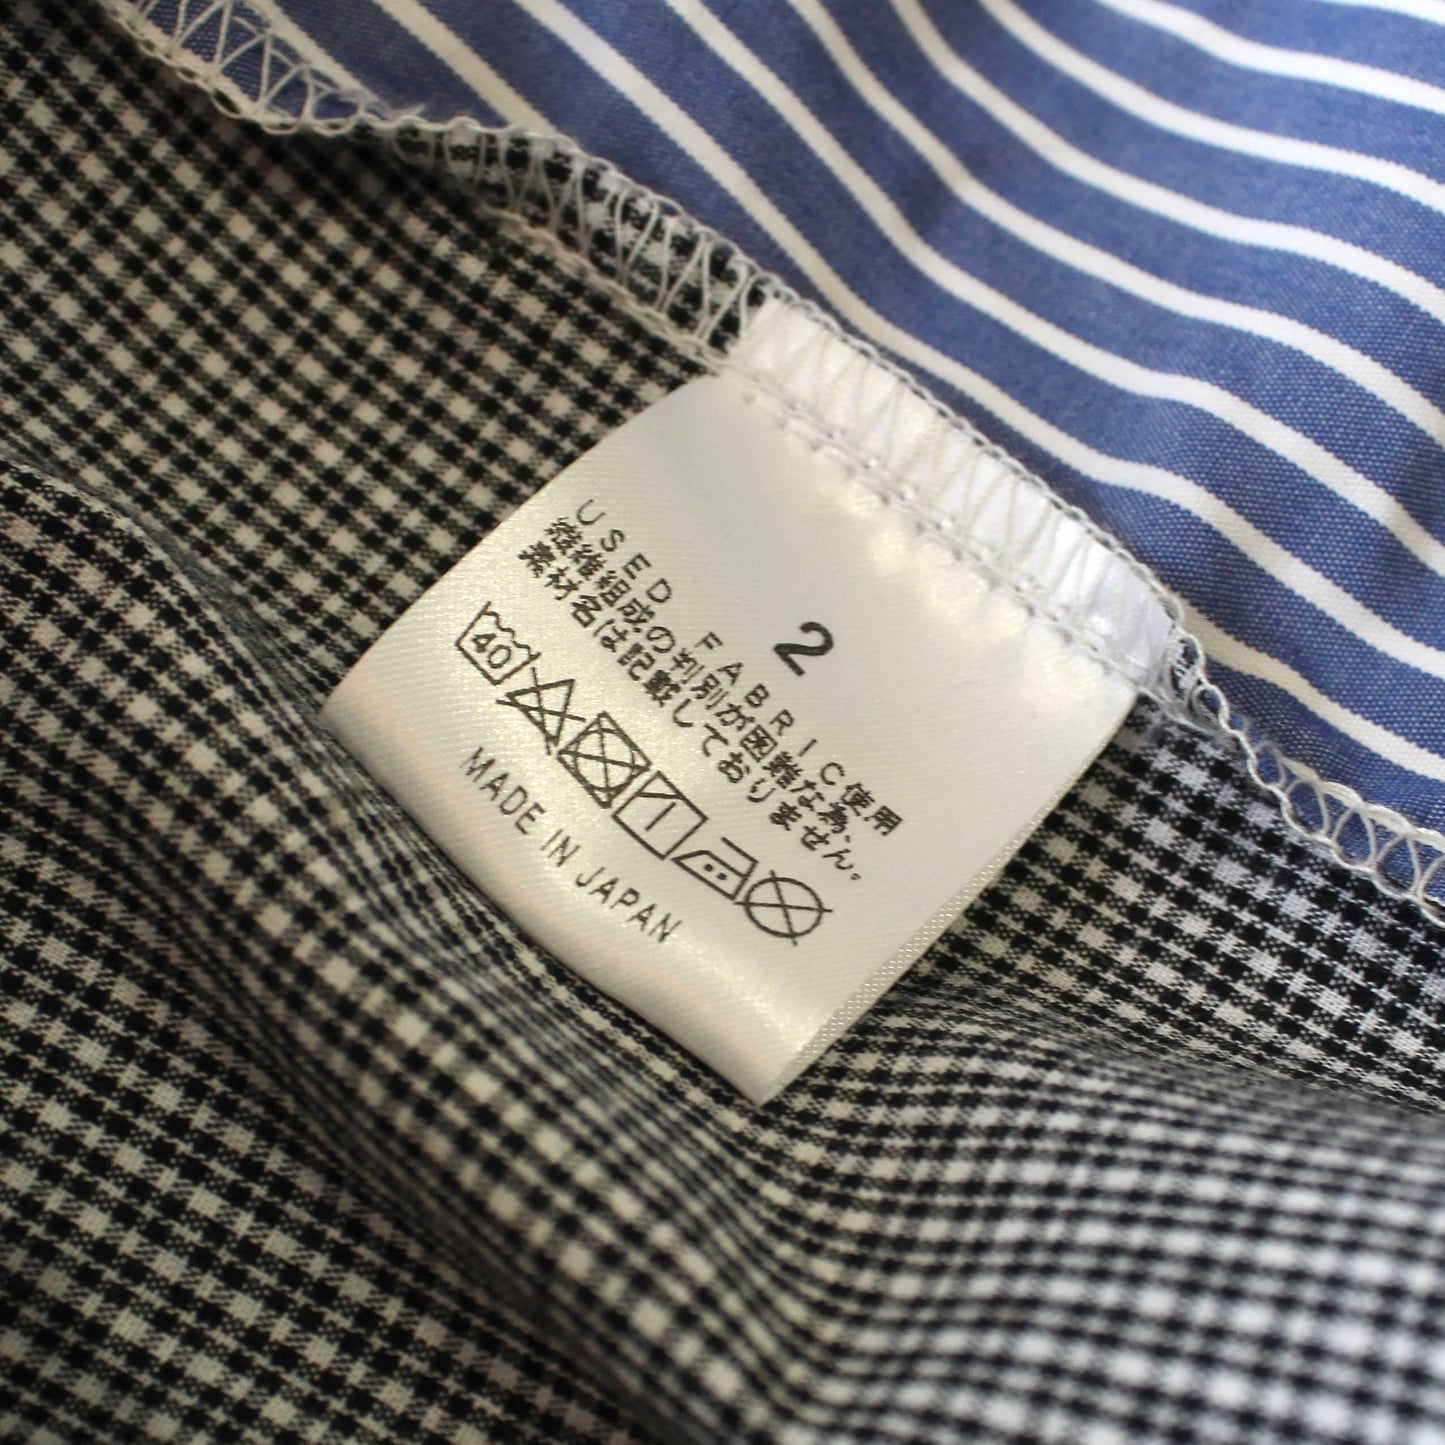 2
USED FABRIC使用
繊維組成の判別が困難な為、
素材名は記載しておりません。
40
MADE IN JAPAN